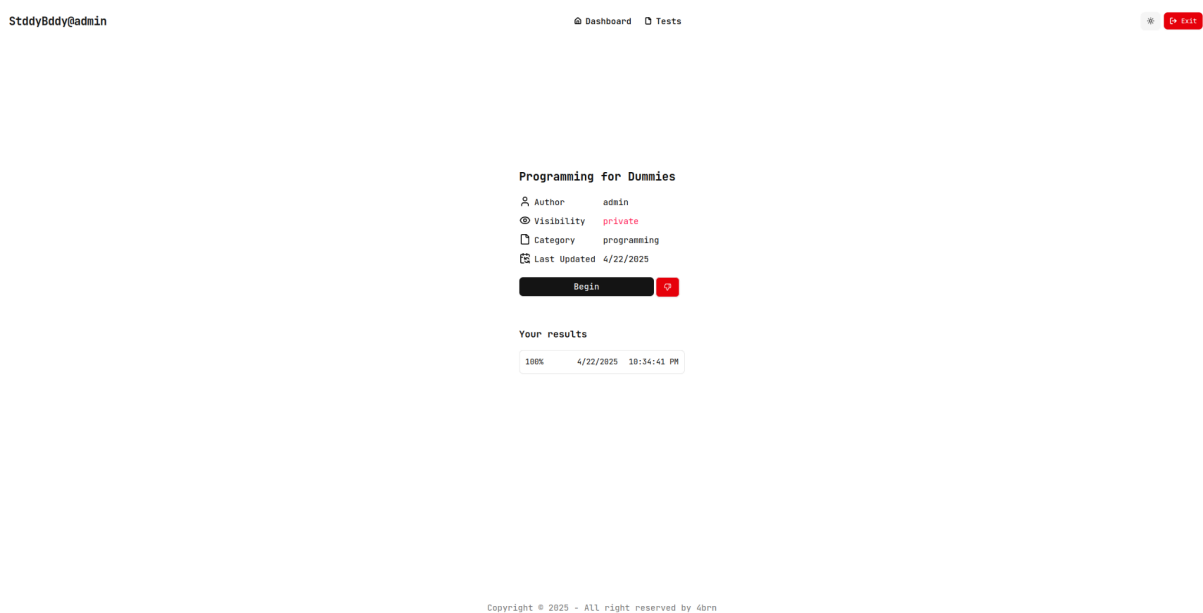 StddyBddy@admin
Dashboard
Tests
Exit
Programming for Dummies
Author admin
Visibility private
Category programming
Last Updated 4/22/2025
Begin
Your results
100% 4/22/2025 10:34:41 PM
Copyright © 2025 - All right reserved by 4brn